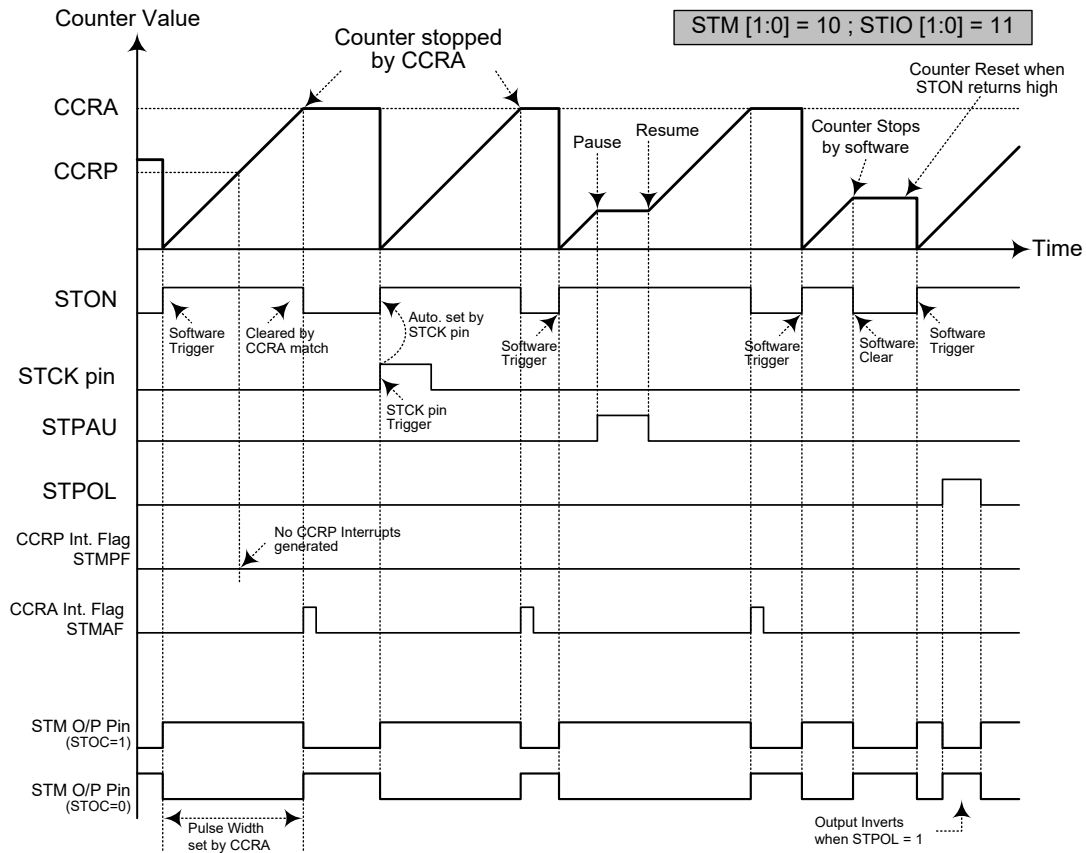 Counter Value
STM [1:0] = 10 ; STIO [1:0] = 11
Counter stopped
by CCRA
Counter Reset when
STON returns high
CCRA
Pause
Resume
Counter Stops
by software
CCRP
Time
STON
Software
Trigger
Cleared by
CCRA match
Auto. set by
STCK pin
Software
Trigger
Software
Trigger
Software
Clear
Software
Trigger
STCK pin
STCK pin
Trigger
STPAU
STPOL
CCRP Int. Flag
STMPF
No CCRP Interrupts
generated
CCRA Int. Flag
STMAF
STM O/P Pin
(STOC=1)
STM O/P Pin
(STOC=0)
Pulse Width
set by CCRA
Output Inverts
when STPOL = 1